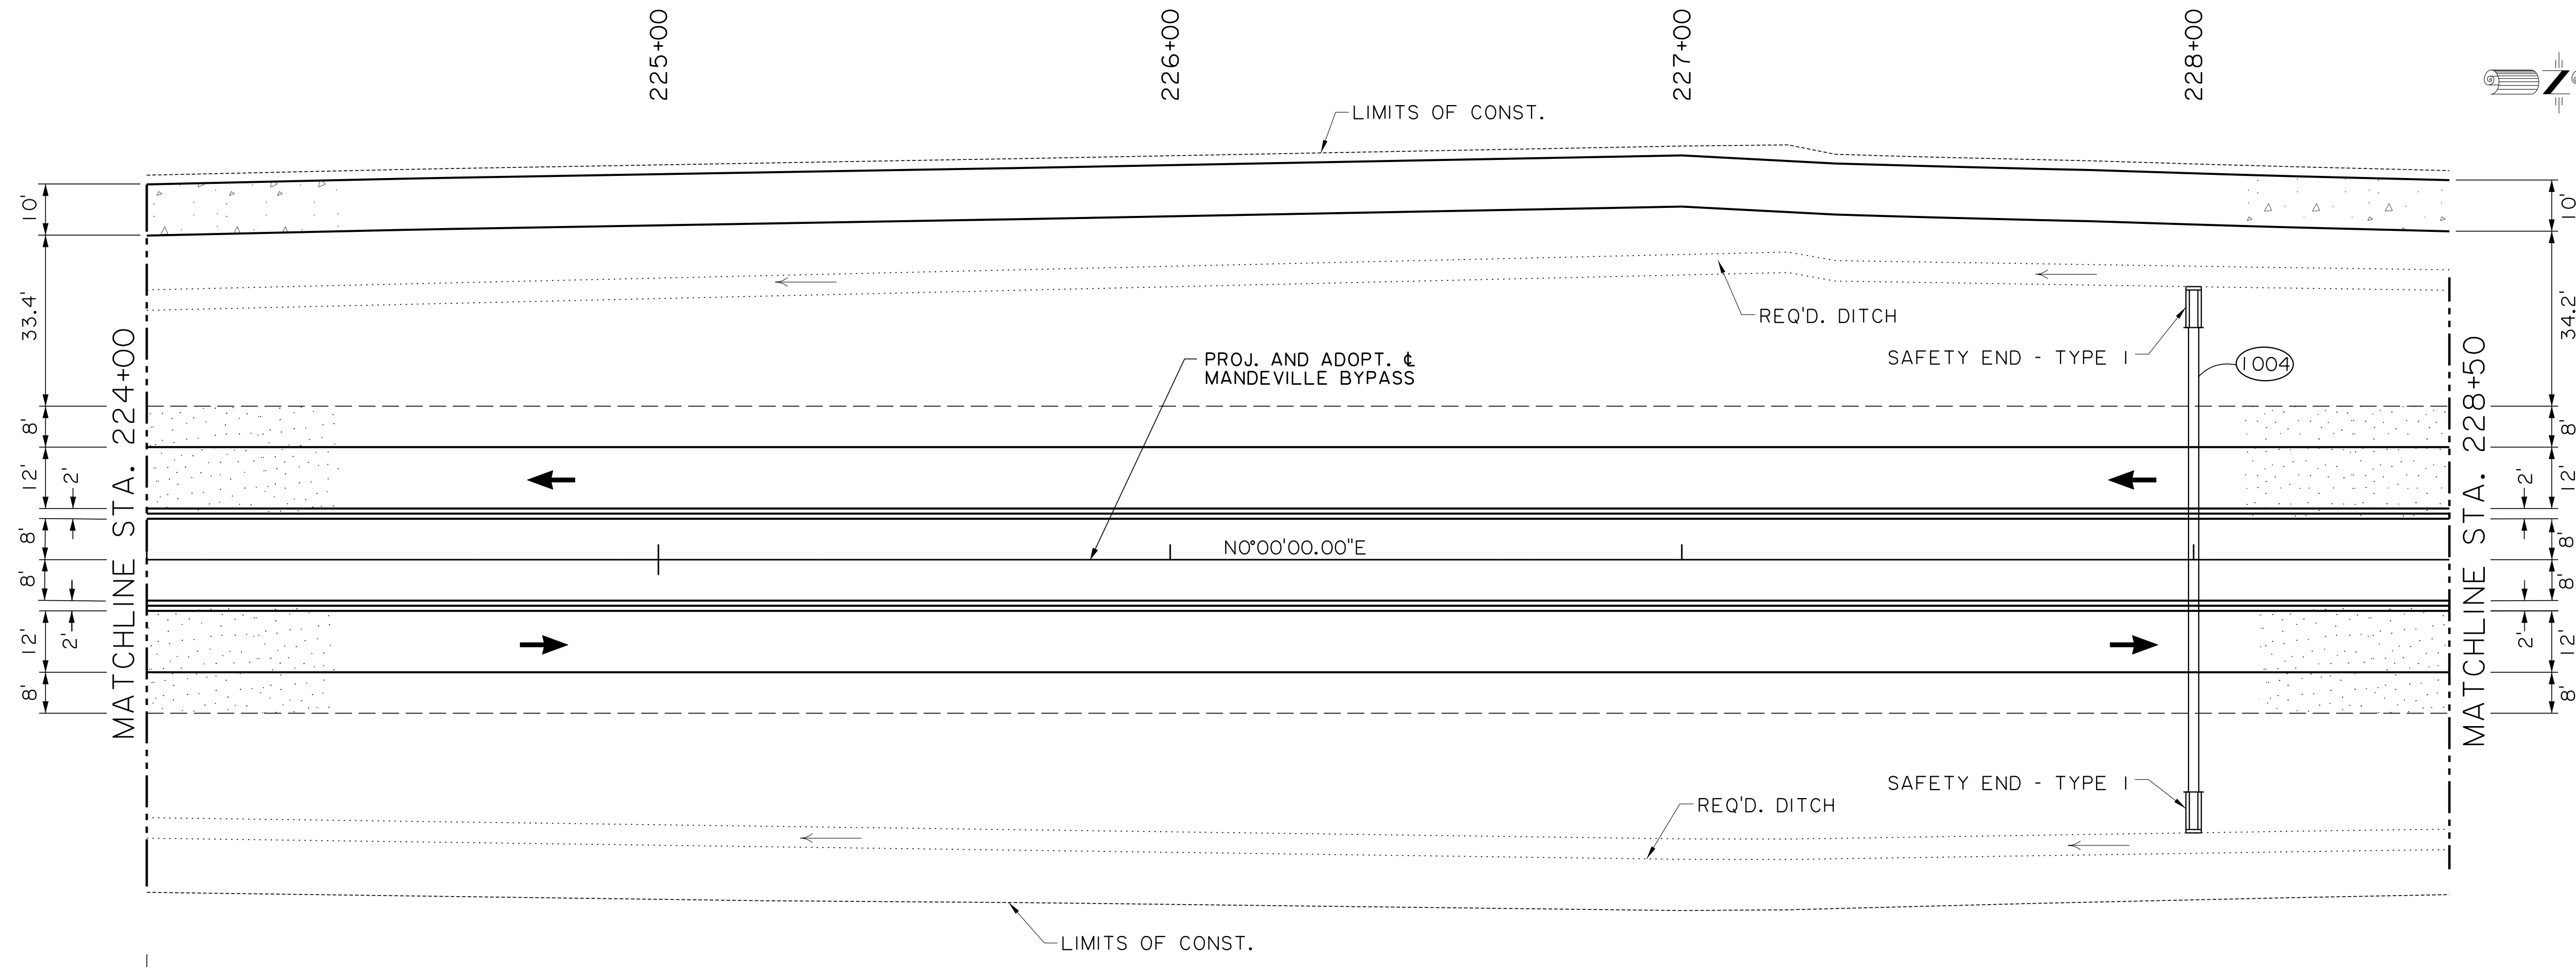 225+00
226+00
227+00
228+00
LIMITS OF CONST.
10'
33.4'
8'
12'
2'
8'
8'
2'
12'
8'
MATCHLINE STA. 224+00
REQ'D. DITCH
SAFETY END - TYPE I
1004
PROJ. AND ADOPT. ℄
MANDEVILLE BYPASS
N0°00'00.00"E
SAFETY END - TYPE I
REQ'D. DITCH
LIMITS OF CONST.
MATCHLINE STA. 228+50
10'
34.2'
8'
12'
2'
8'
8'
2'
12'
8'